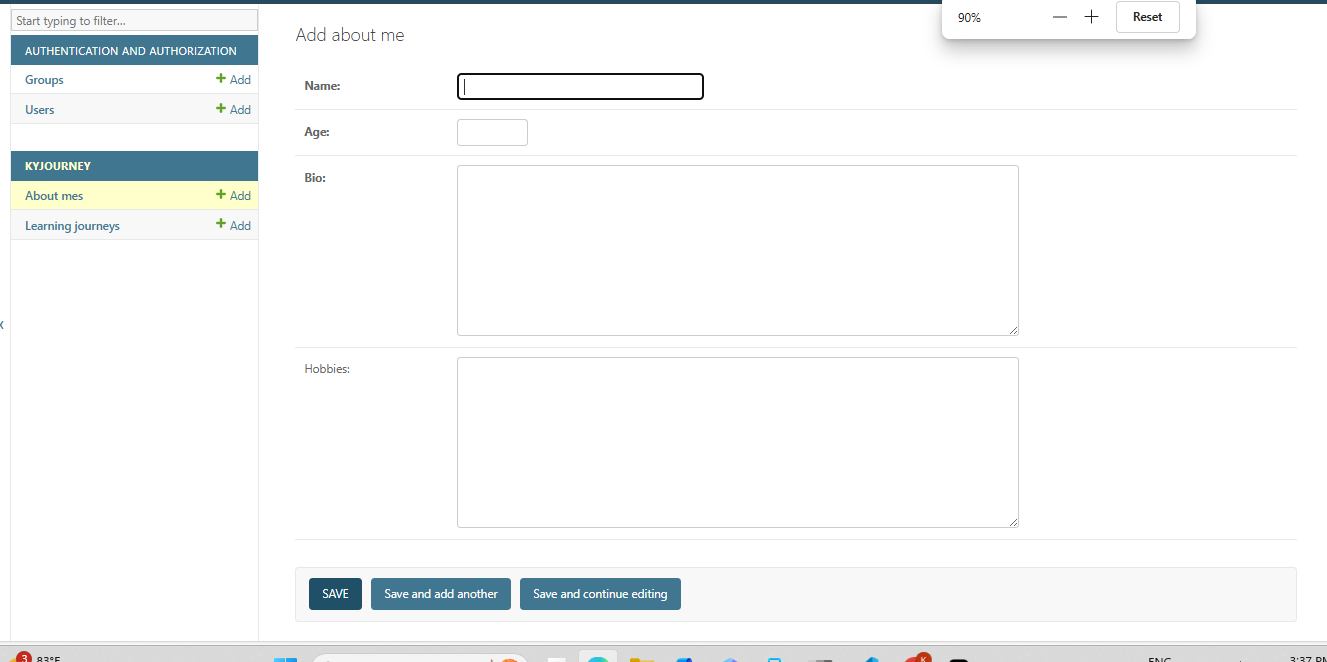 90%
Reset
Start typing to filter...
AUTHENTICATION AND AUTHORIZATION
Groups
Add
Users
Add
KYJOURNEY
About mes
Add
Learning journeys
Add
Add about me
Name:
Age:
Bio:
Hobbies:
SAVE
Save and add another
Save and continue editing
3
83°F
K
ENG
3:37 PM